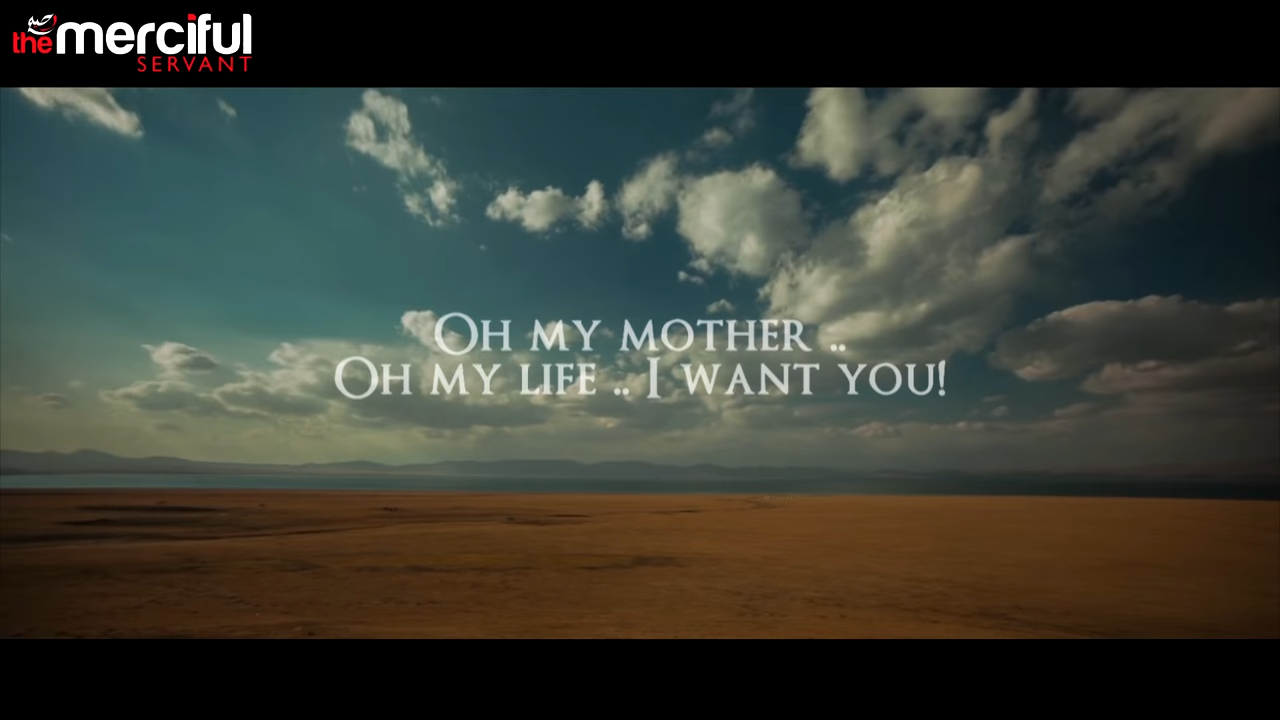 the merciful
SERVANT
OH MY MOTHER ..
OH MY LIFE .. I WANT YOU!